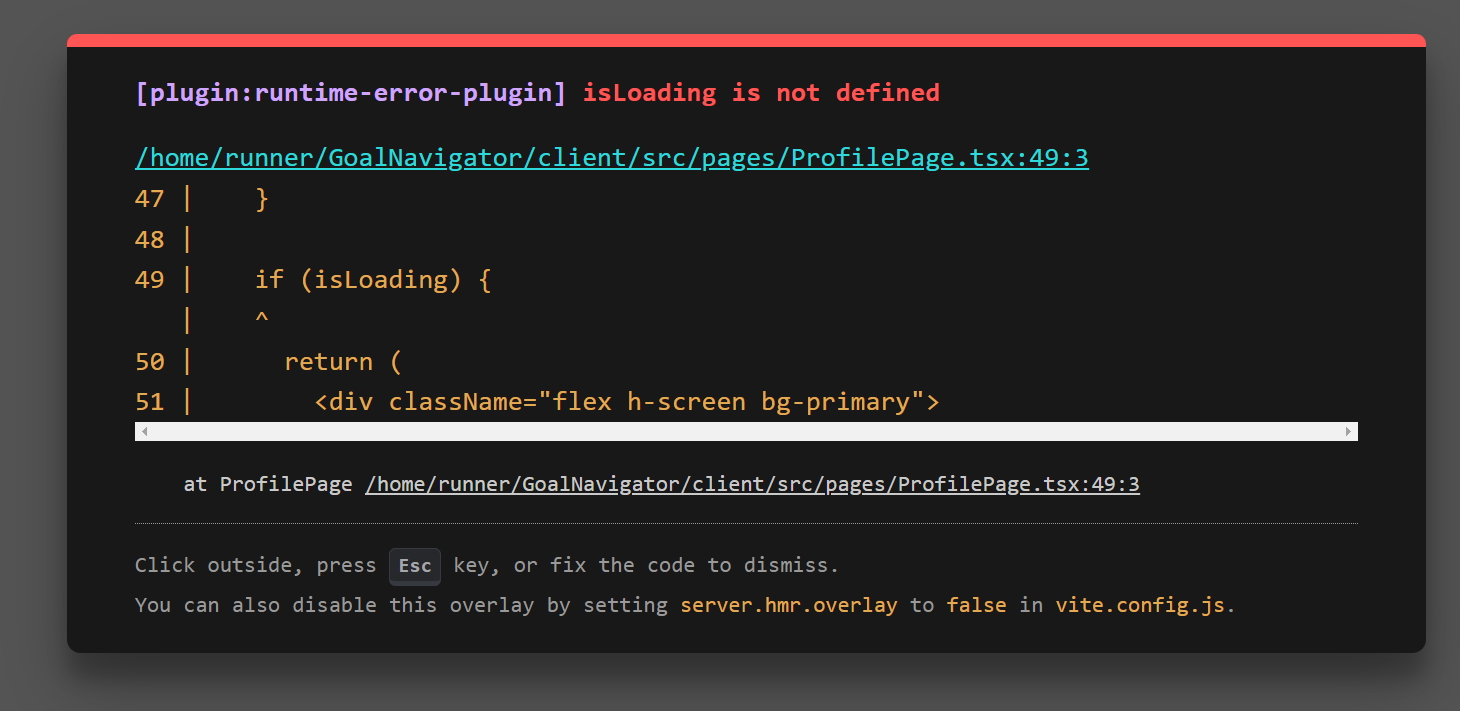 [plugin:runtime-error-plugin] isLoading is not defined
/home/runner/GoalNavigator/client/src/pages/ProfilePage.tsx:49:3
47 |    }
48 |
49 |    if (isLoading) {
   |    ^
50 |      return (
51 |        <div className="flex h-screen bg-primary">
at ProfilePage /home/runner/GoalNavigator/client/src/pages/ProfilePage.tsx:49:3
Click outside, press Esc key, or fix the code to dismiss.
You can also disable this overlay by setting server.hmr.overlay to false in vite.config.js.